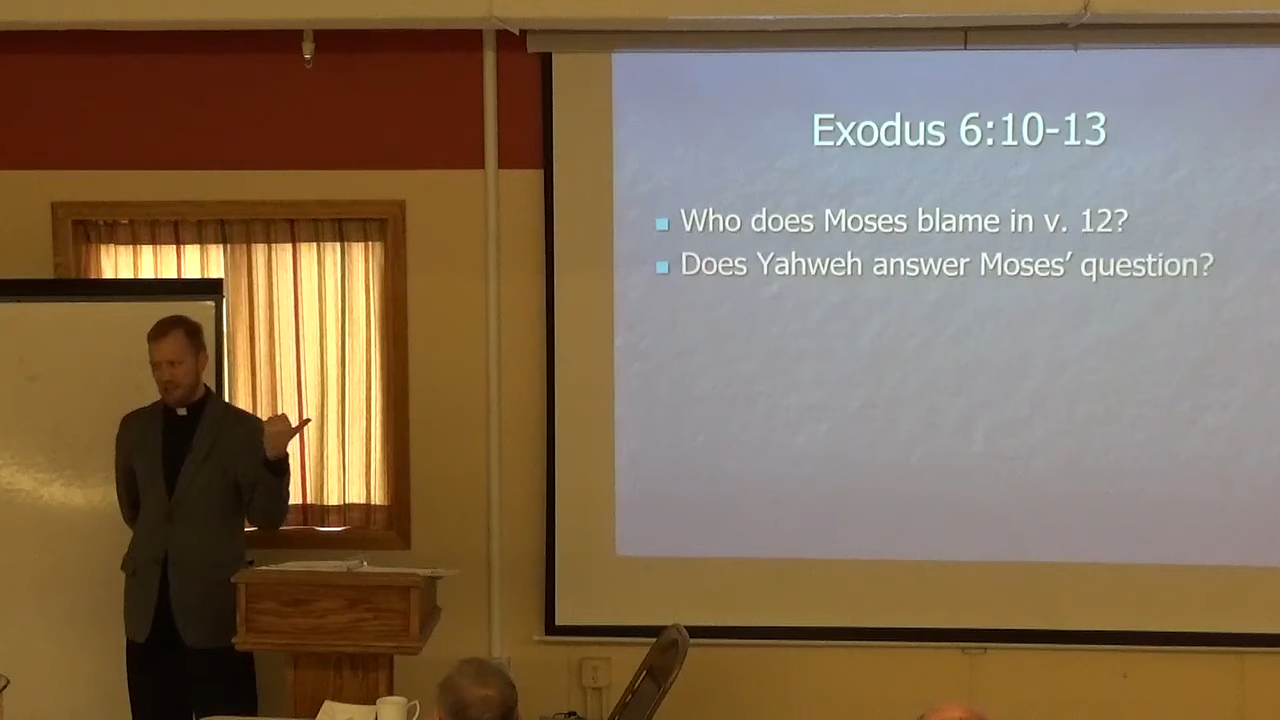 Exodus 6:10-13
Who does Moses blame in v. 12?
Does Yahweh answer Moses’ question?